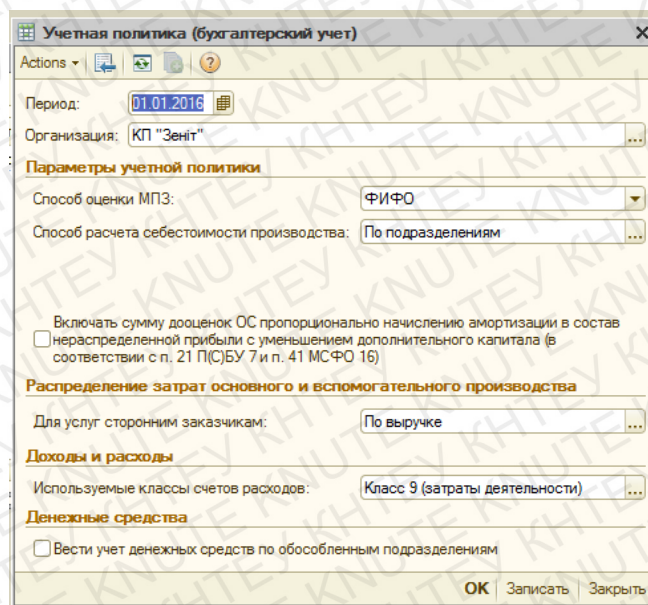 Учетная политика (бухгалтерский учет)
Actions
Период: 01.01.2016
Организация: КП "Зеніт"
Параметры учетной политики
Способ оценки МПЗ: ФИФО
Способ расчета себестоимости производства: По подразделениям
Включать сумму дооценок ОС пропорционально начислению амортизации в состав
нераспределенной прибыли с уменьшением дополнительного капитала (в
соответствии с п. 21 П(С)БУ 7 и п. 41 МСФО 16)
Распределение затрат основного и вспомогательного производства
Для услуг сторонним заказчикам: По выручке
Доходы и расходы
Используемые классы счетов расходов: Класс 9 (затраты деятельности)
Денежные средства
Вести учет денежных средств по обособленным подразделениям
OK Записать Закрыть